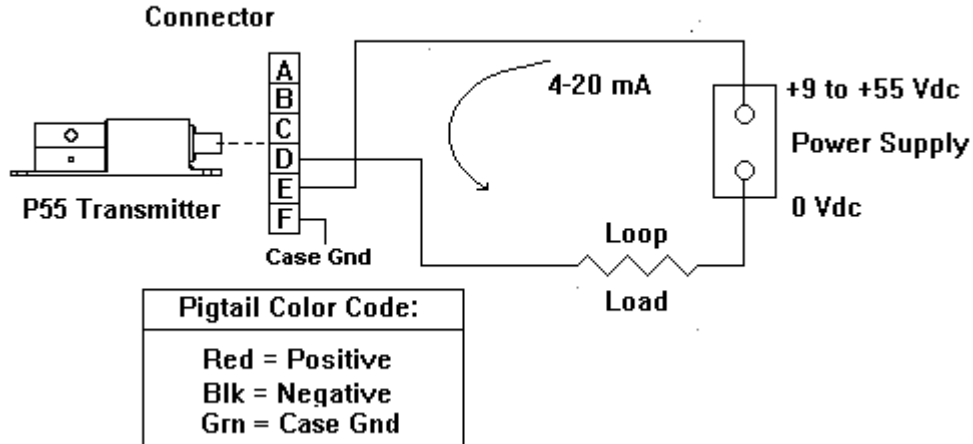 Connector
A
B
C
D
E
F
4-20 mA
+9 to +55 Vdc
Power Supply
0 Vdc
P55 Transmitter
Case Gnd
Loop
Load
Pigtail Color Code:
Red = Positive
Blk = Negative
Grn = Case Gnd